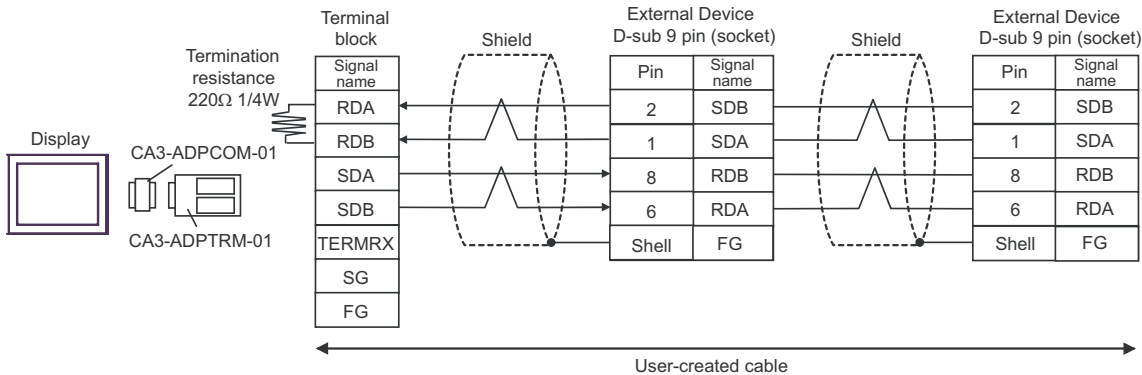 Display
CA3-ADPCOM-01
CA3-ADPTRM-01
Termination
resistance
220Ω 1/4W
Terminal
block
Signal
name
RDA
RDB
SDA
SDB
TERMRX
SG
FG
Shield
External Device
D-sub 9 pin (socket)
Pin Signal
name
2 SDB
1 SDA
8 RDB
6 RDA
Shell FG
Shield
External Device
D-sub 9 pin (socket)
Pin Signal
name
2 SDB
1 SDA
8 RDB
6 RDA
Shell FG
User-created cable